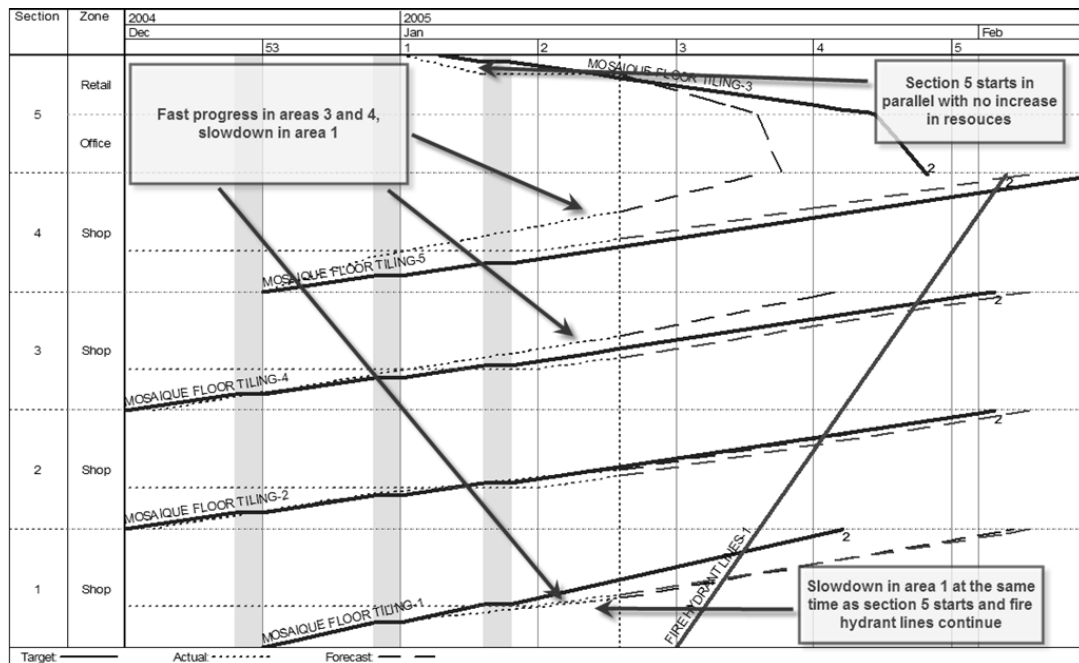 Section Zone 2004 2005
Dec Jan Feb
53 1 2 3 4 5
Retail
5
Office
4 Shop
3 Shop
2 Shop
1 Shop
MOSAIQUE FLOOR TILING-3
Fast progress in areas 3 and 4,
slowdown in area 1
Section 5 starts in
parallel with no increase
in resouces
2
2
MOSAIQUE FLOOR TILING-5
2
MOSAIQUE FLOOR TILING-4
2
MOSAIQUE FLOOR TILING-2
2
MOSAIQUE FLOOR TILING-1
FIRE HYDRANT LINES-1
Slowdown in area 1 at the same
time as section 5 starts and fire
hydrant lines continue
Target: Actual: Forecast: